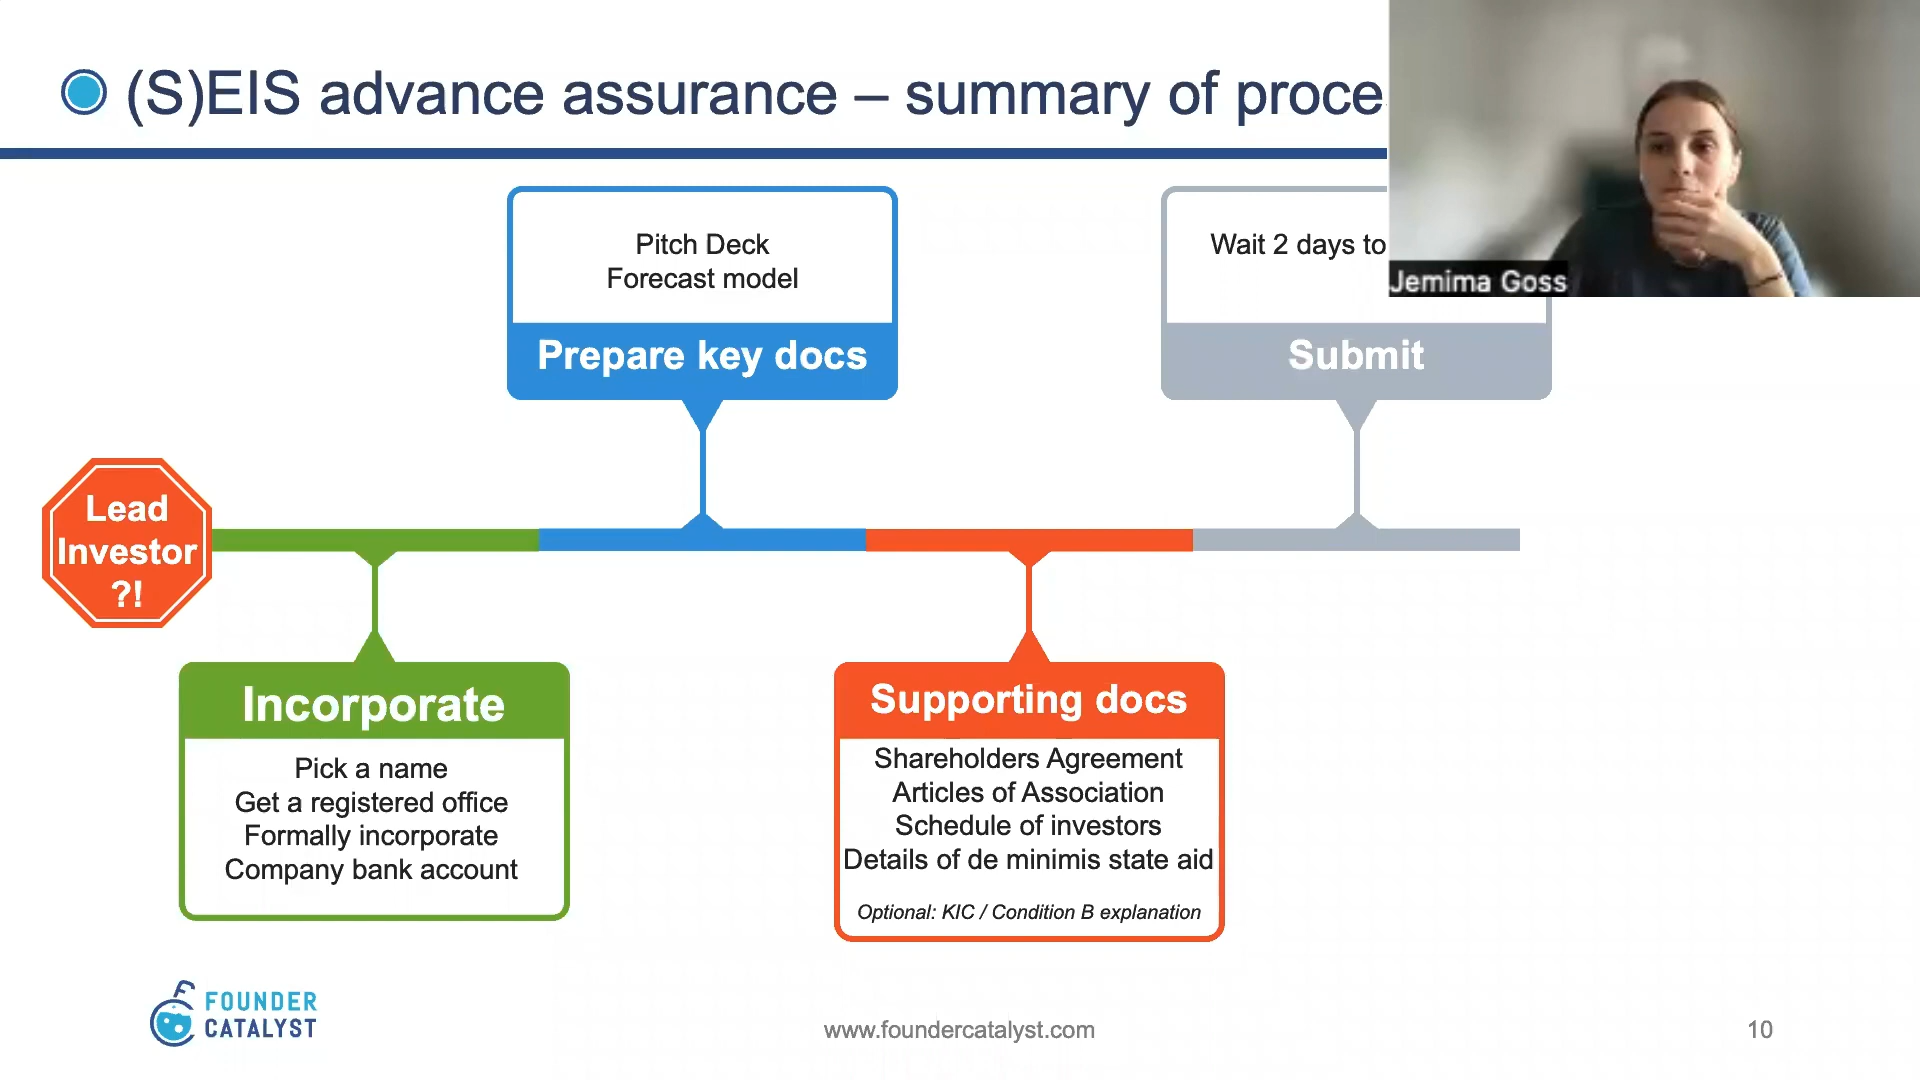 (S)EIS advance assurance – summary of proce
Jemima Goss
Pitch Deck
Forecast model
Prepare key docs
Wait 2 days to
Submit
Lead
Investor
?!
Incorporate
Pick a name
Get a registered office
Formally incorporate
Company bank account
Supporting docs
Shareholders Agreement
Articles of Association
Schedule of investors
Details of de minimis state aid
Optional: KIC / Condition B explanation
FOUNDER
CATALYST
www.foundercatalyst.com
10